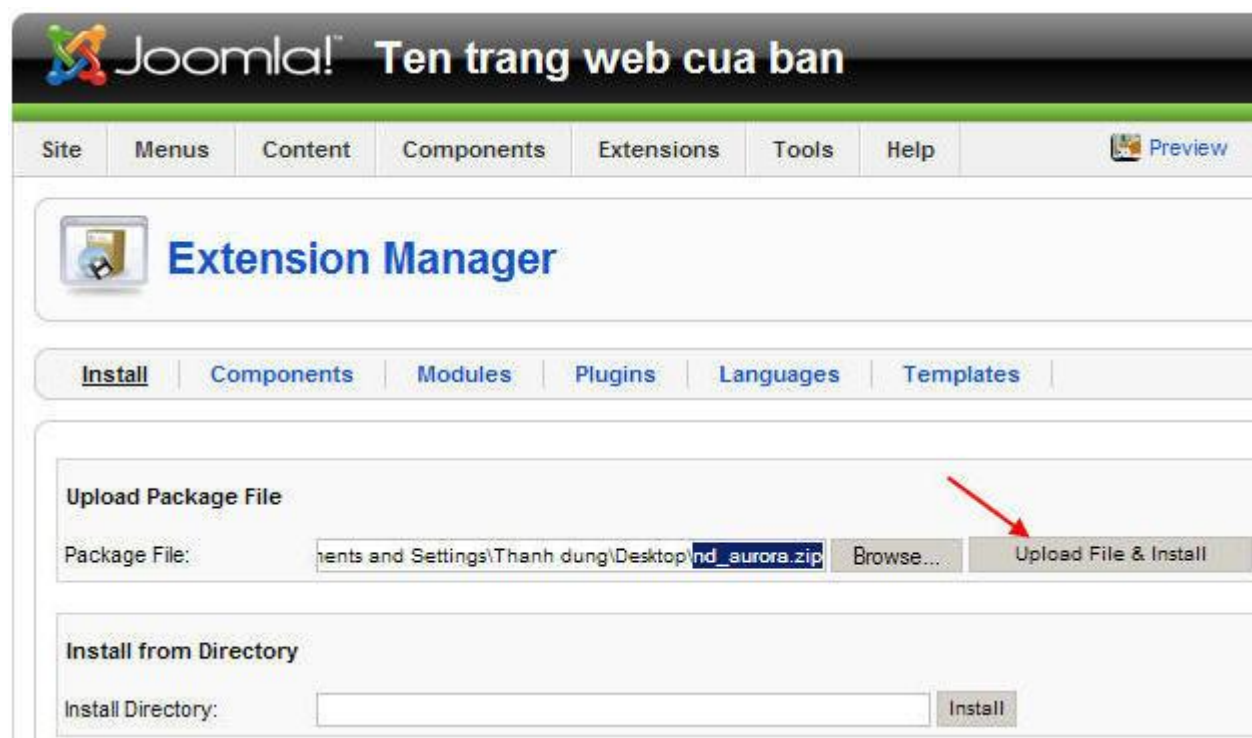 Joomla!™ Ten trang web cua ban
Site Menus Content Components Extensions Tools Help Preview
Extension Manager
Install Components Modules Plugins Languages Templates
Upload Package File
Package File: nents and Settings\Thanh dung\Desktop\nd_aurora.zip Browse... Upload File & Install
Install from Directory
Install Directory: Install